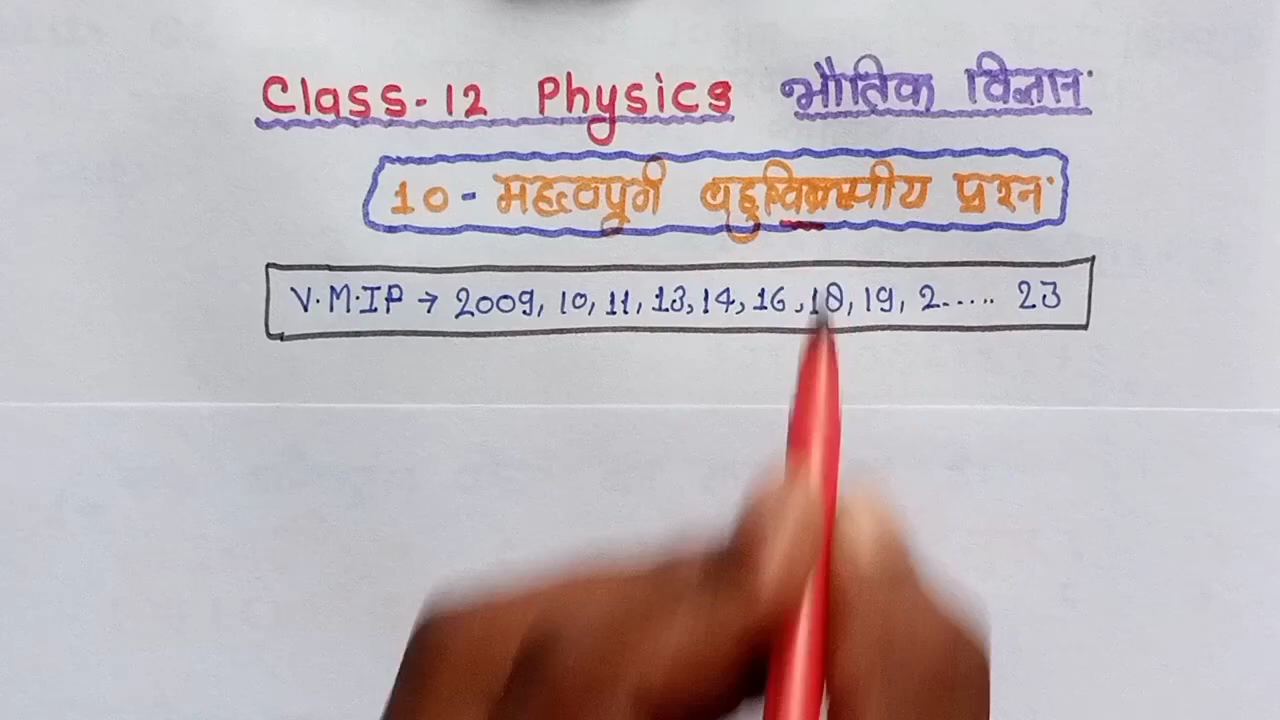 Class-12 Physics भौतिक विज्ञान
10- महत्वपूर्ण बहुविकल्पीय प्रश्न
V.M.IP → 2009, 10, 11, 13, 14, 16, 18, 19, 2..... 23